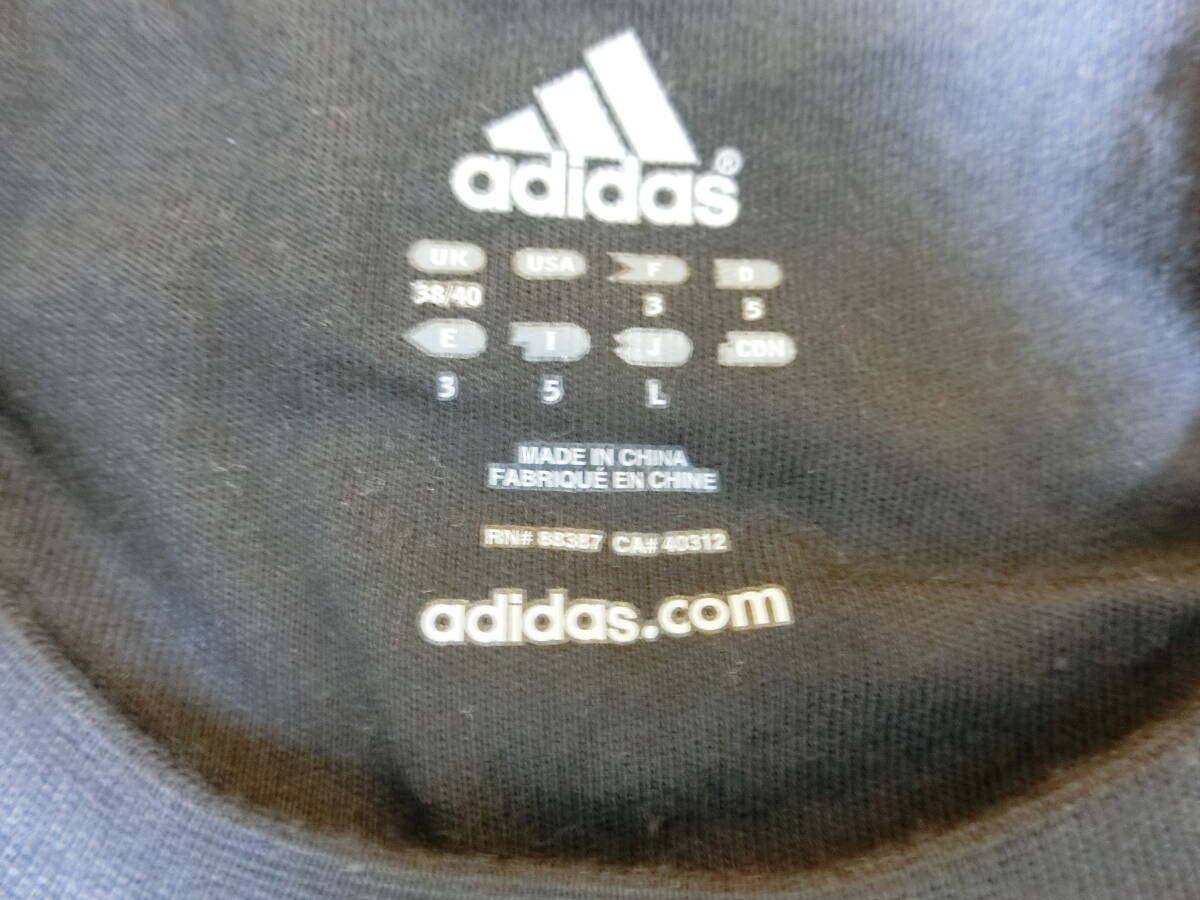 adidas®
UK USA F D
38/40 3 5
E I J CDN
3 5 L
MADE IN CHINA
FABRIQUÉ EN CHINE
RN# 88387 CA# 40312
adidas.com